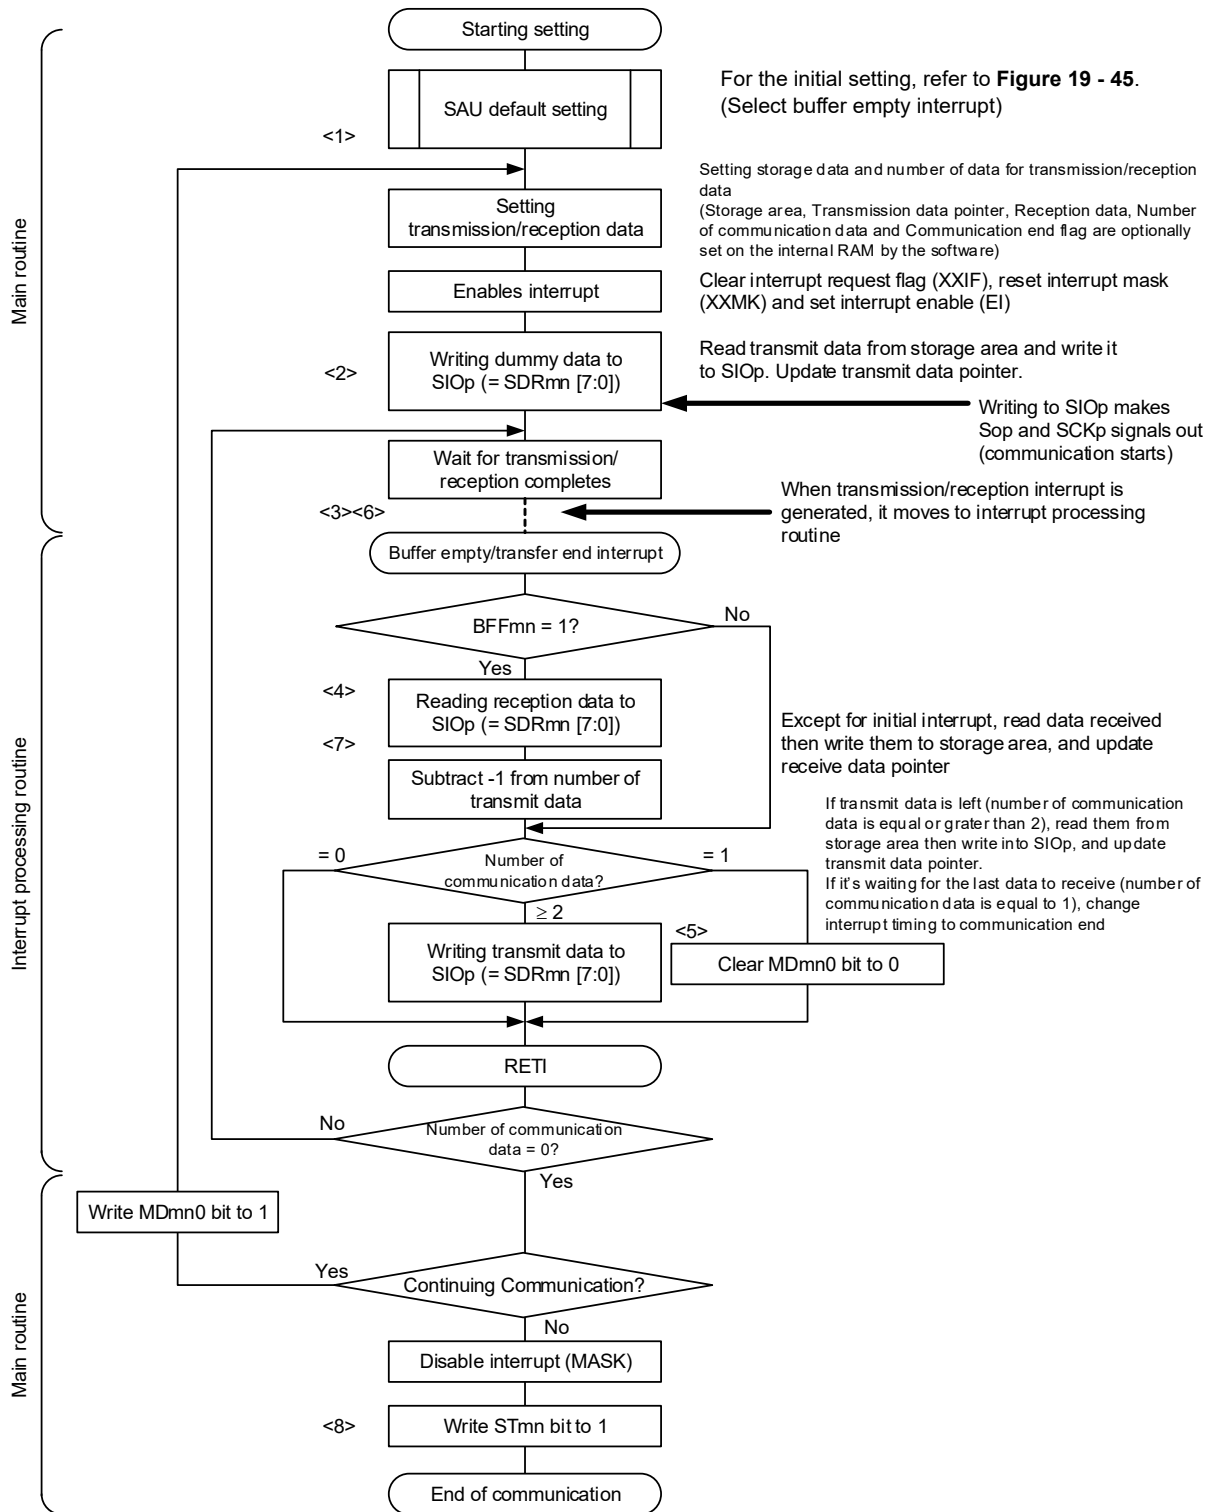 Starting setting
SAU default setting
For the initial setting, refer to Figure 19 - 45.
(Select buffer empty interrupt)
<1>
Setting storage data and number of data for transmission/reception
data
(Storage area, Transmission data pointer, Reception data, Number
of communication data and Communication end flag are optionally
set on the internal RAM by the software)
Setting
transmission/reception data
Main routine
Enables interrupt
Clear interrupt request flag (XXIF), reset interrupt mask
(XXMK) and set interrupt enable (EI)
<2>
Writing dummy data to
SIOp (= SDRmn [7:0])
Read transmit data from storage area and write it
to SIOp. Update transmit data pointer.
Writing to SIOp makes
Sop and SCKp signals out
(communication starts)
Wait for transmission/
reception completes
<3><6>
When transmission/reception interrupt is
generated, it moves to interrupt processing
routine
Buffer empty/transfer end interrupt
BFFmn = 1?
No
Yes
<4>
Reading reception data to
SIOp (= SDRmn [7:0])
<7>
Except for initial interrupt, read data received
then write them to storage area, and update
receive data pointer
Subtract -1 from number of
transmit data
Interrupt processing routine
If transmit data is left (number of communication
data is equal or grater than 2), read them from
storage area then write into SIOp, and update
transmit data pointer.
If it's waiting for the last data to receive (number of
communication data is equal to 1), change
interrupt timing to communication end
= 0
Number of
communication data?
= 1
≥ 2
<5>
Writing transmit data to
SIOp (= SDRmn [7:0])
Clear MDmn0 bit to 0
RETI
No
Number of communication
data = 0?
Yes
Write MDmn0 bit to 1
Yes
Continuing Communication?
No
Main routine
Disable interrupt (MASK)
<8>
Write STmn bit to 1
End of communication